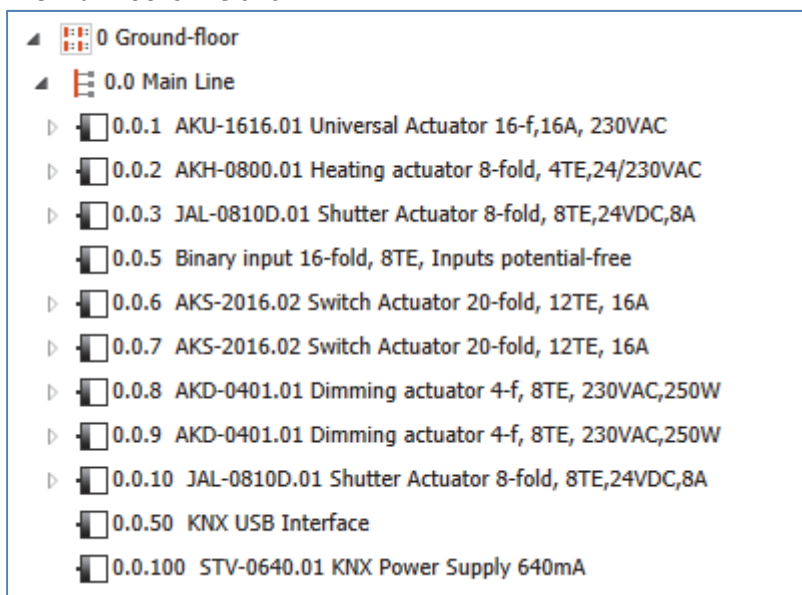 0 Ground-floor
0.0 Main Line
0.0.1 AKU-1616.01 Universal Actuator 16-f,16A, 230VAC
0.0.2 AKH-0800.01 Heating actuator 8-fold, 4TE,24/230VAC
0.0.3 JAL-0810D.01 Shutter Actuator 8-fold, 8TE,24VDC,8A
0.0.5 Binary input 16-fold, 8TE, Inputs potential-free
0.0.6 AKS-2016.02 Switch Actuator 20-fold, 12TE, 16A
0.0.7 AKS-2016.02 Switch Actuator 20-fold, 12TE, 16A
0.0.8 AKD-0401.01 Dimming actuator 4-f, 8TE, 230VAC,250W
0.0.9 AKD-0401.01 Dimming actuator 4-f, 8TE, 230VAC,250W
0.0.10 JAL-0810D.01 Shutter Actuator 8-fold, 8TE,24VDC,8A
0.0.50 KNX USB Interface
0.0.100 STV-0640.01 KNX Power Supply 640mA